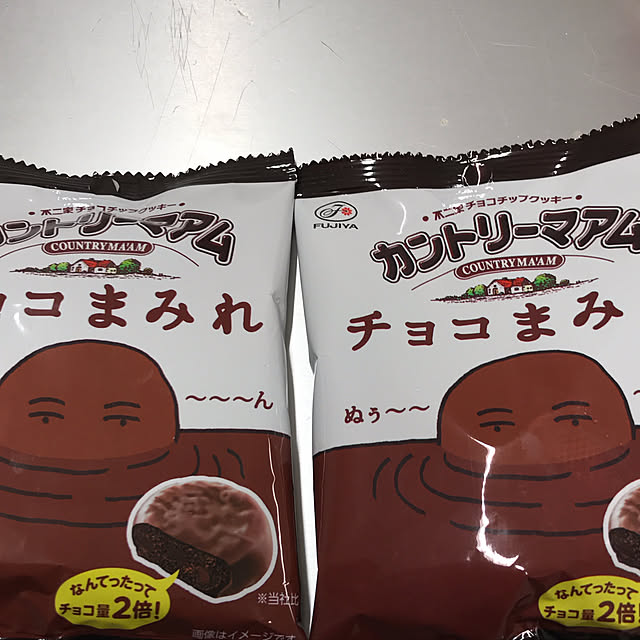 不二家チョコチップクッキー
カントリーマアム
COUNTRYMA'AM
ョコまみれ
〜〜〜ん
なんてったって
チョコ量2倍!
※当社比
画像はイメージです
FUJIYA
不二家チョコチップクッキー
カントリーマアム
COUNTRYMA'AM
チョコまみ
ぬぅ〜〜
なんてったって
チョコ量2倍!